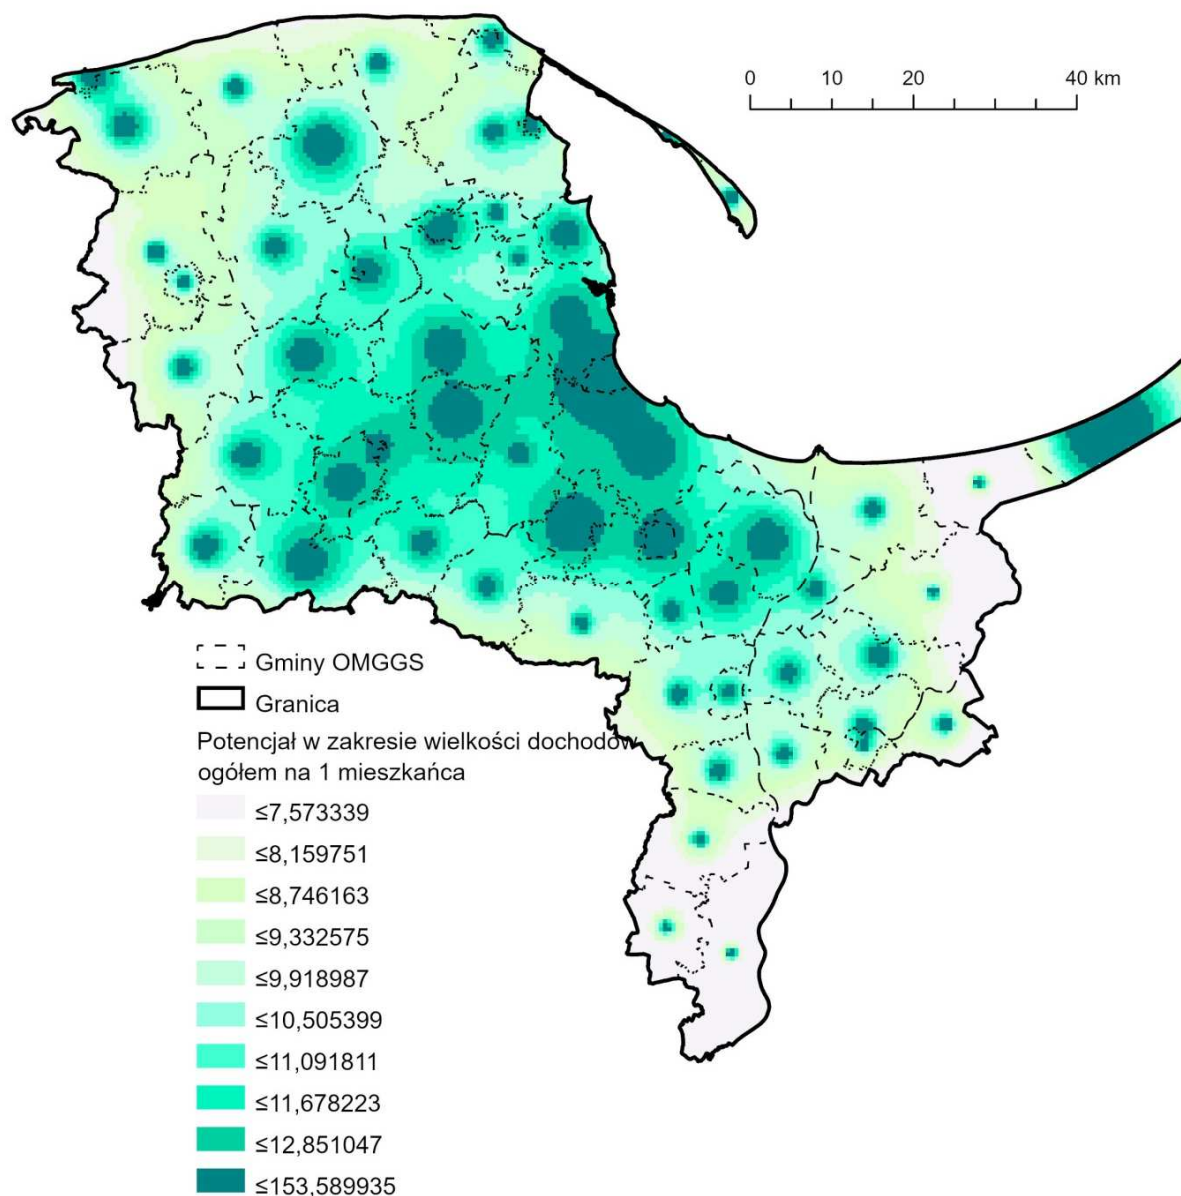 0 10 20 40 km
Gminy OMGGS
Granica
Potencjał w zakresie wielkości dochodów
ogółem na 1 mieszkańca
≤7,573339
≤8,159751
≤8,746163
≤9,332575
≤9,918987
≤10,505399
≤11,091811
≤11,678223
≤12,851047
≤153,589935